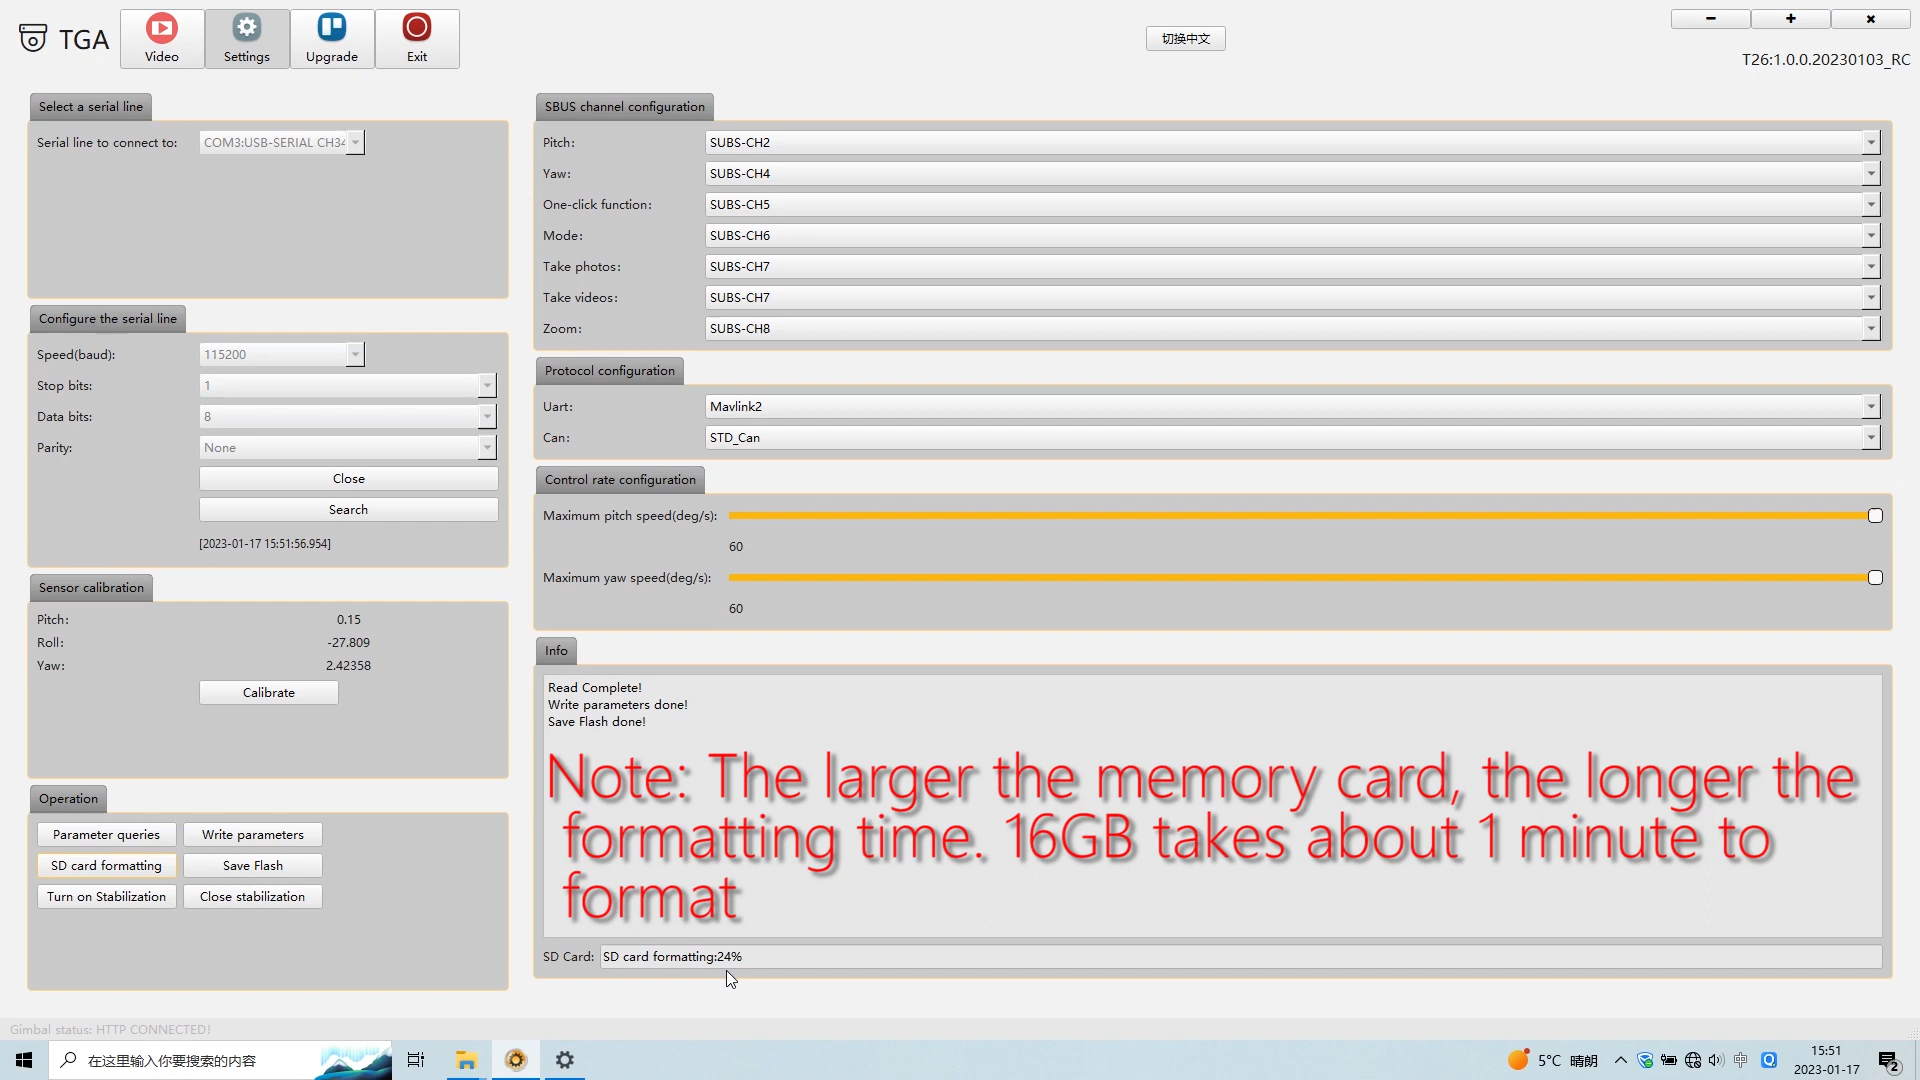 TGA
Video
Settings
Upgrade
Exit
切换中文
T26:1.0.0.20230103_RC
Select a serial line
Serial line to connect to:
COM3:USB-SERIAL CH34
Configure the serial line
Speed(baud):
115200
Stop bits:
1
Data bits:
8
Parity:
None
Close
Search
[2023-01-17 15:51:56.954]
Sensor calibration
Pitch:
0.15
Roll:
-27.809
Yaw:
2.42358
Calibrate
Operation
Parameter queries
Write parameters
SD card formatting
Save Flash
Turn on Stabilization
Close stabilization
SBUS channel configuration
Pitch:
SUBS-CH2
Yaw:
SUBS-CH4
One-click function:
SUBS-CH5
Mode:
SUBS-CH6
Take photos:
SUBS-CH7
Take videos:
SUBS-CH7
Zoom:
SUBS-CH8
Protocol configuration
Uart:
Mavlink2
Can:
STD_Can
Control rate configuration
Maximum pitch speed(deg/s):
60
Maximum yaw speed(deg/s):
60
Info
Read Complete!
Write parameters done!
Save Flash done!
Note: The larger the memory card, the longer the
formatting time. 16GB takes about 1 minute to
format
SD Card:
SD card formatting:24%
Gimbal status: HTTP CONNECTED!
在这里输入你要搜索的内容
5°C 晴朗
中
15:51
2023-01-17
2